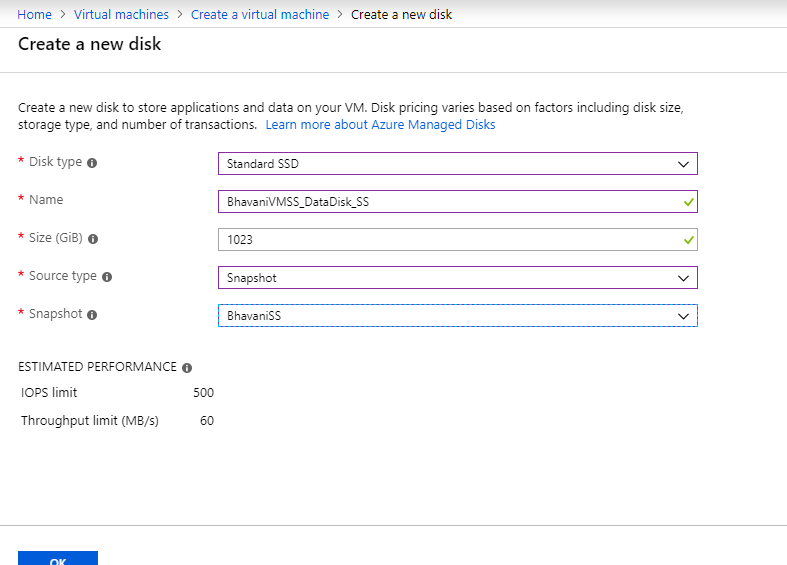 Home > Virtual machines > Create a virtual machine > Create a new disk
Create a new disk
Create a new disk to store applications and data on your VM. Disk pricing varies based on factors including disk size,
storage type, and number of transactions. Learn more about Azure Managed Disks
* Disk type Standard SSD
* Name BhavaniVMSS_DataDisk_SS
* Size (GiB) 1023
* Source type Snapshot
* Snapshot BhavaniSS
ESTIMATED PERFORMANCE
IOPS limit 500
Throughput limit (MB/s) 60
OK